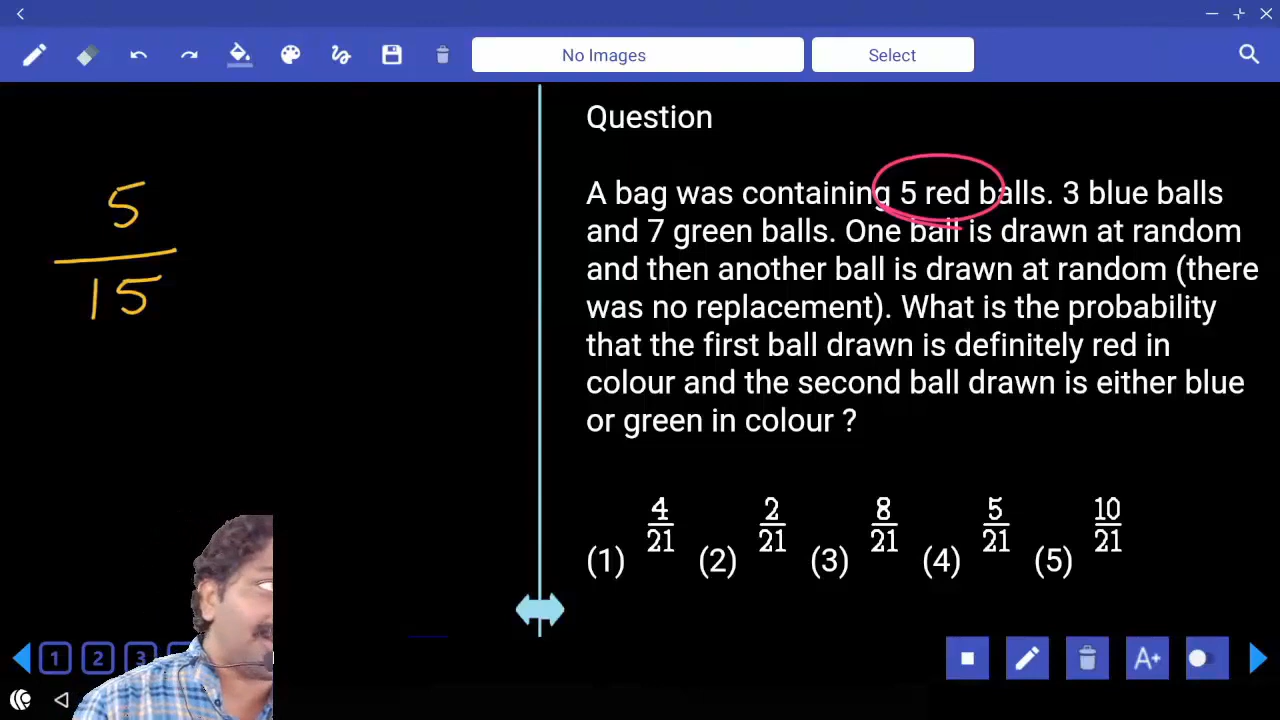 No Images
Select
5
15
Question
A bag was containing 5 red balls. 3 blue balls
and 7 green balls. One ball is drawn at random
and then another ball is drawn at random (there
was no replacement). What is the probability
that the first ball drawn is definitely red in
colour and the second ball drawn is either blue
or green in colour ?
(1) 4/21 (2) 2/21 (3) 8/21 (4) 5/21 (5) 10/21
1 2 3
A+